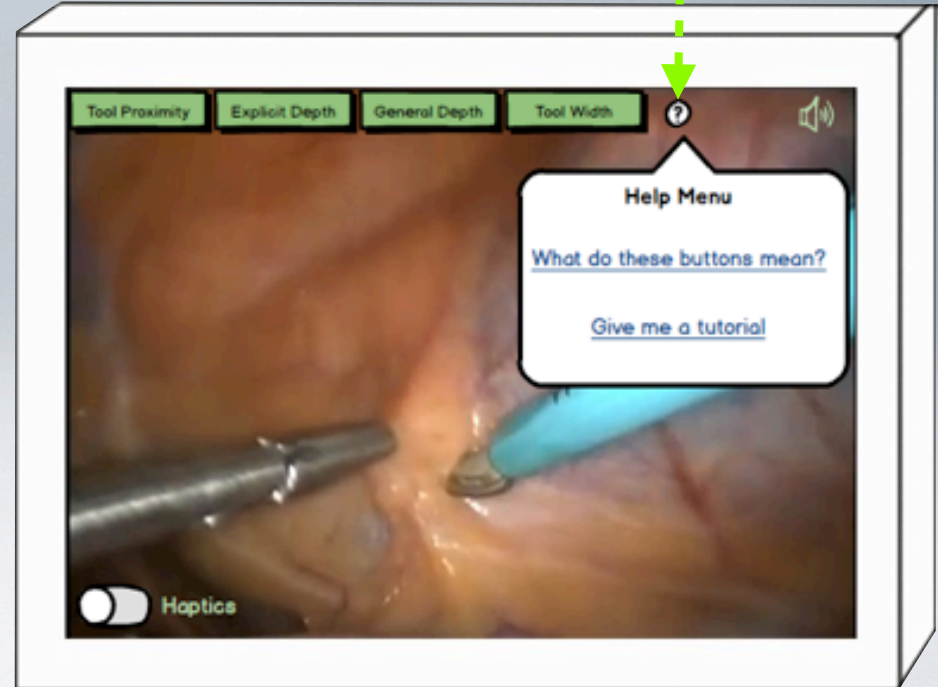 Tool Proximity
Explicit Depth
General Depth
Tool Width
?
Help Menu
What do these buttons mean?
Give me a tutorial
Haptics